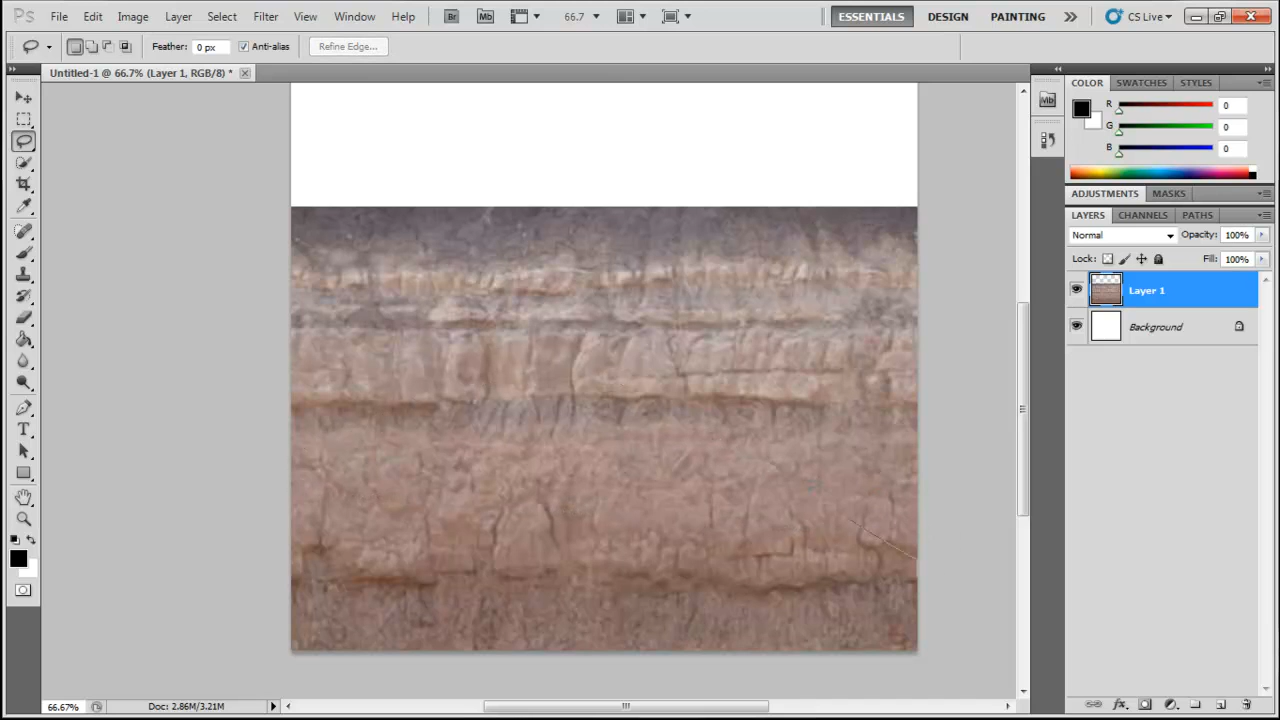 Ps File Edit Image Layer Select Filter View Window Help Br Mb 66.7 ESSENTIALS DESIGN PAINTING CS Live
Feather: 0 px Anti-alias Refine Edge...
Untitled-1 @ 66.7% (Layer 1, RGB/8) *
COLOR SWATCHES STYLES
Mb
R 0
G 0
B 0
ADJUSTMENTS MASKS
LAYERS CHANNELS PATHS
Normal Opacity: 100%
Lock: Fill: 100%
Layer 1
Background
T
fx
66.67% Doc: 2.86M/3.21M